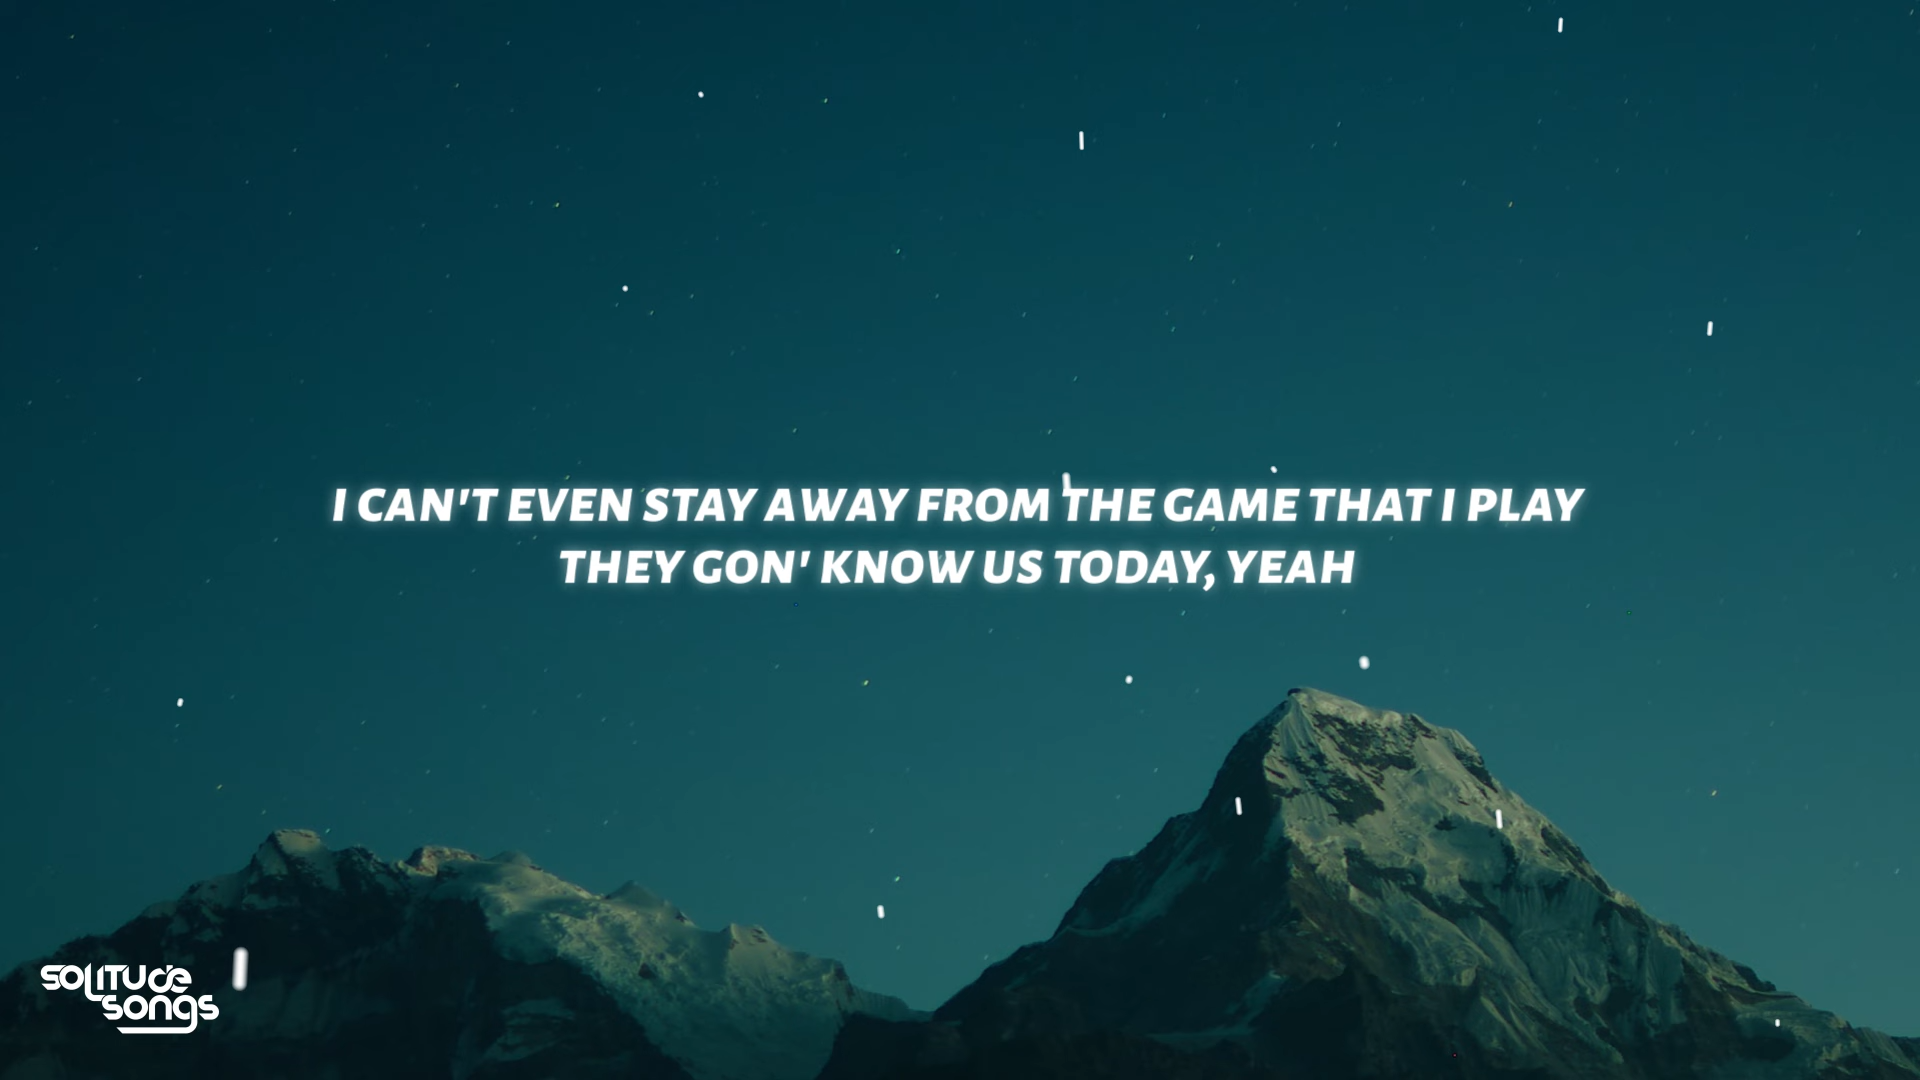 I CAN'T EVEN STAY AWAY FROM THE GAME THAT I PLAY
THEY GON' KNOW US TODAY, YEAH
SOLITUDE
SONGS